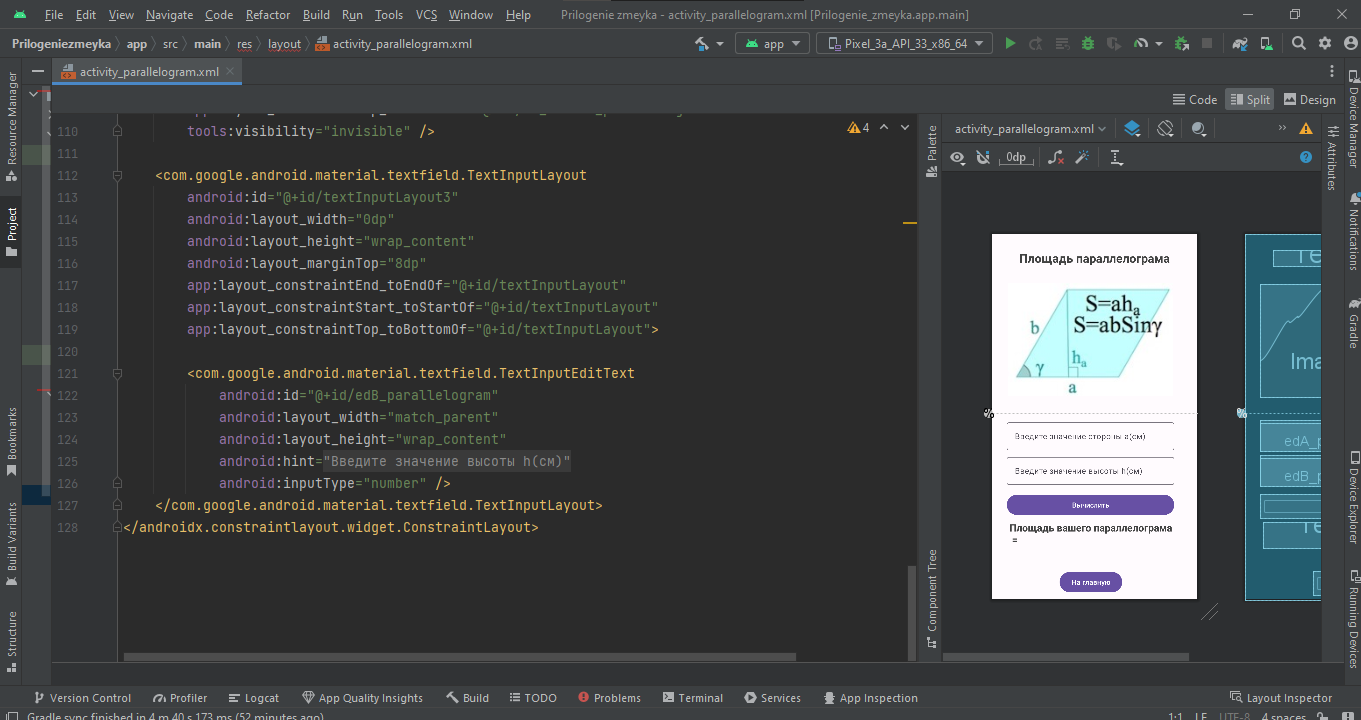 File Edit View Navigate Code Refactor Build Run Tools VCS Window Help Prilogenie zmeyka - activity_parallelogram.xml [Prilogenie_zmeyka.app.main]
Prilogeniezmeyka app src main res layout activity_parallelogram.xml app Pixel_3a_API_33_x86_64
activity_parallelogram.xml
Code Split Design
Resource Manager
Project
Bookmarks
Build Variants
Structure
110 tools:visibility="invisible" />
4
111
112 <com.google.android.material.textfield.TextInputLayout
113 android:id="@+id/textInputLayout3"
114 android:layout_width="0dp"
115 android:layout_height="wrap_content"
116 android:layout_marginTop="8dp"
117 app:layout_constraintEnd_toEndOf="@+id/textInputLayout"
118 app:layout_constraintStart_toStartOf="@+id/textInputLayout"
119 app:layout_constraintTop_toBottomOf="@+id/textInputLayout">
120
121 <com.google.android.material.textfield.TextInputEditText
122 android:id="@+id/edB_parallelogram"
123 android:layout_width="match_parent"
124 android:layout_height="wrap_content"
125 android:hint="Введите значение высоты h(см)"
126 android:inputType="number" />
127 </com.google.android.material.textfield.TextInputLayout>
128 </androidx.constraintlayout.widget.ConstraintLayout>
Palette
Component Tree
activity_parallelogram.xml
0dp
Площадь параллелограма
S=ahₐ
S=abSinγ
b
hₐ
γ
a
Введите значение стороны a(см)
Введите значение высоты h(см)
Вычислить
Площадь вашего параллелограма
=
На главную
Ima
edA_p
edB_p
Attributes
Device Manager
Notifications
Gradle
Device Explorer
Running Devices
Version Control Profiler Logcat App Quality Insights Build TODO Problems Terminal Services App Inspection Layout Inspector
Gradle sync finished in 4 m 40 s 173 ms (52 minutes ago) 1:1 LF UTF-8 4 spaces